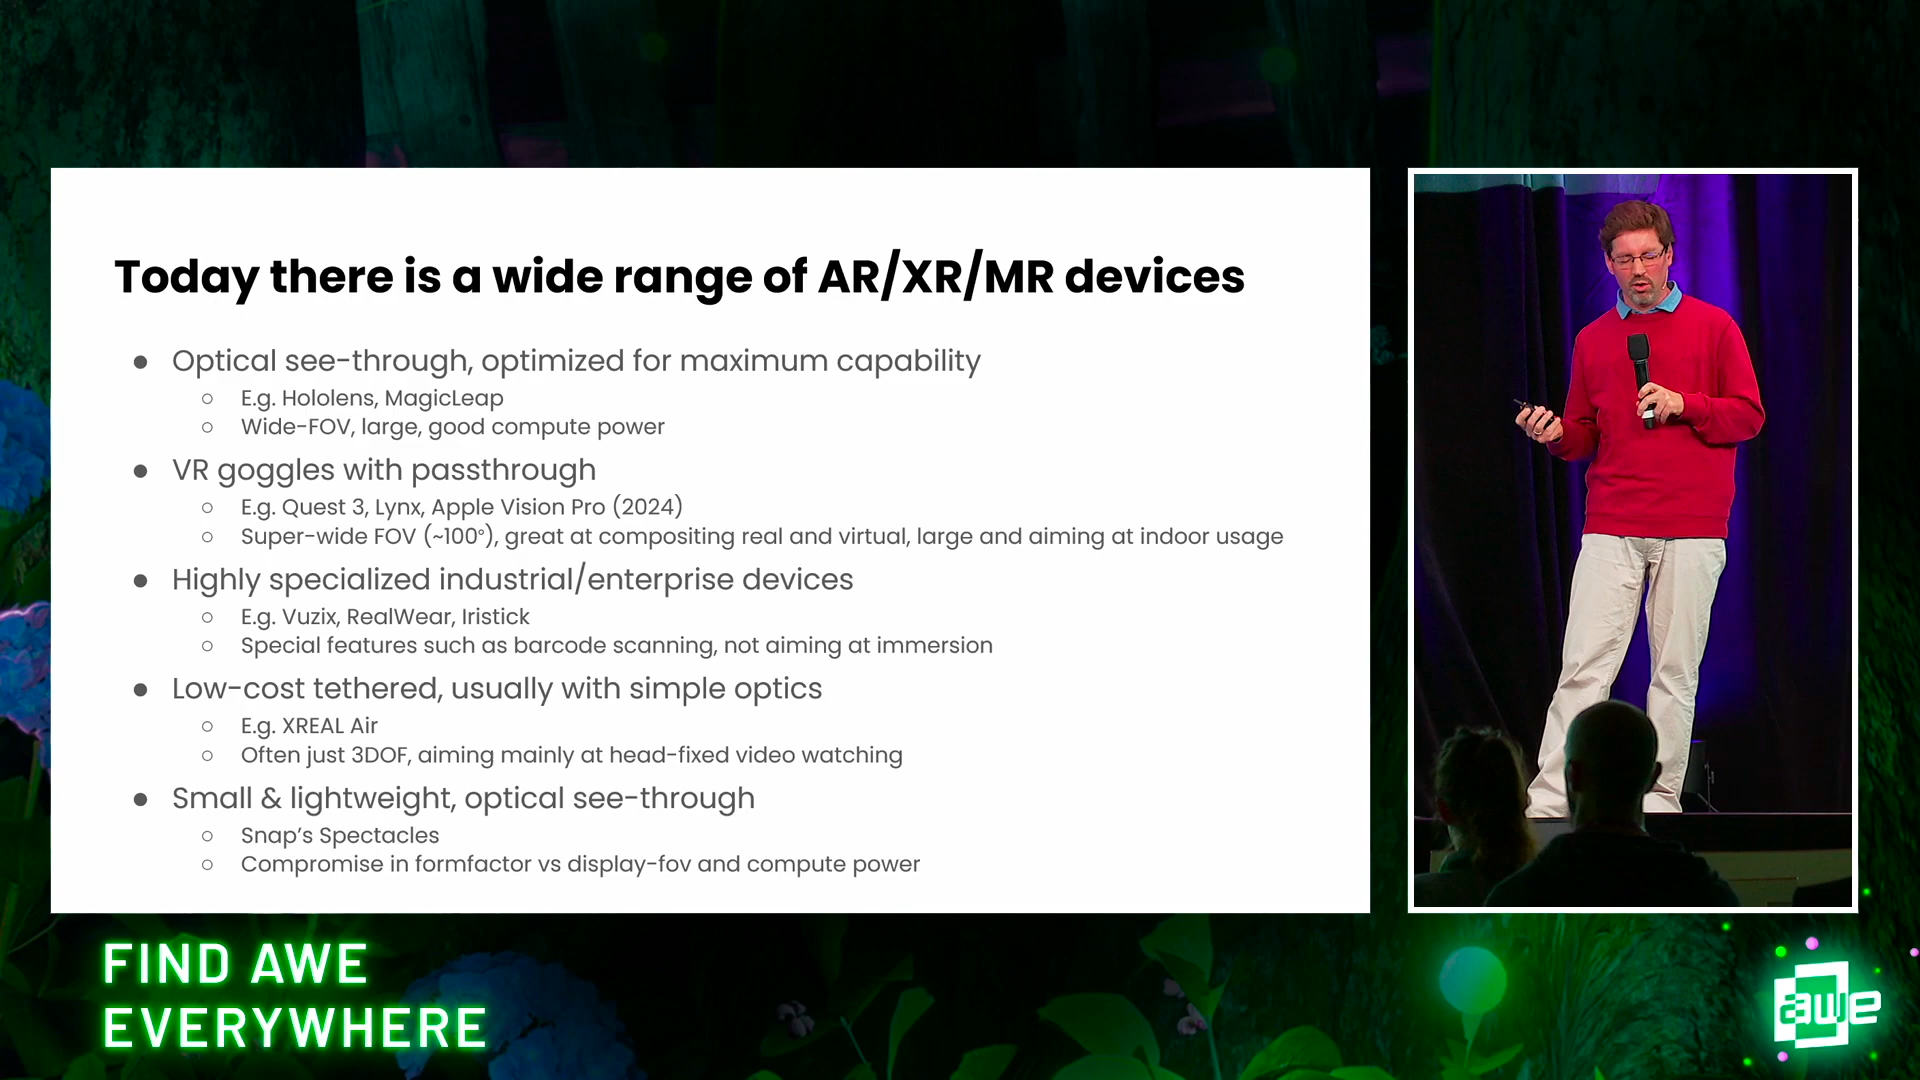 Today there is a wide range of AR/XR/MR devices
● Optical see-through, optimized for maximum capability
○ E.g. Hololens, MagicLeap
○ Wide-FOV, large, good compute power
● VR goggles with passthrough
○ E.g. Quest 3, Lynx, Apple Vision Pro (2024)
○ Super-wide FOV (~100°), great at compositing real and virtual, large and aiming at indoor usage
● Highly specialized industrial/enterprise devices
○ E.g. Vuzix, RealWear, Iristick
○ Special features such as barcode scanning, not aiming at immersion
● Low-cost tethered, usually with simple optics
○ E.g. XREAL Air
○ Often just 3DOF, aiming mainly at head-fixed video watching
● Small & lightweight, optical see-through
○ Snap’s Spectacles
○ Compromise in formfactor vs display-fov and compute power
FIND AWE
EVERYWHERE
awe